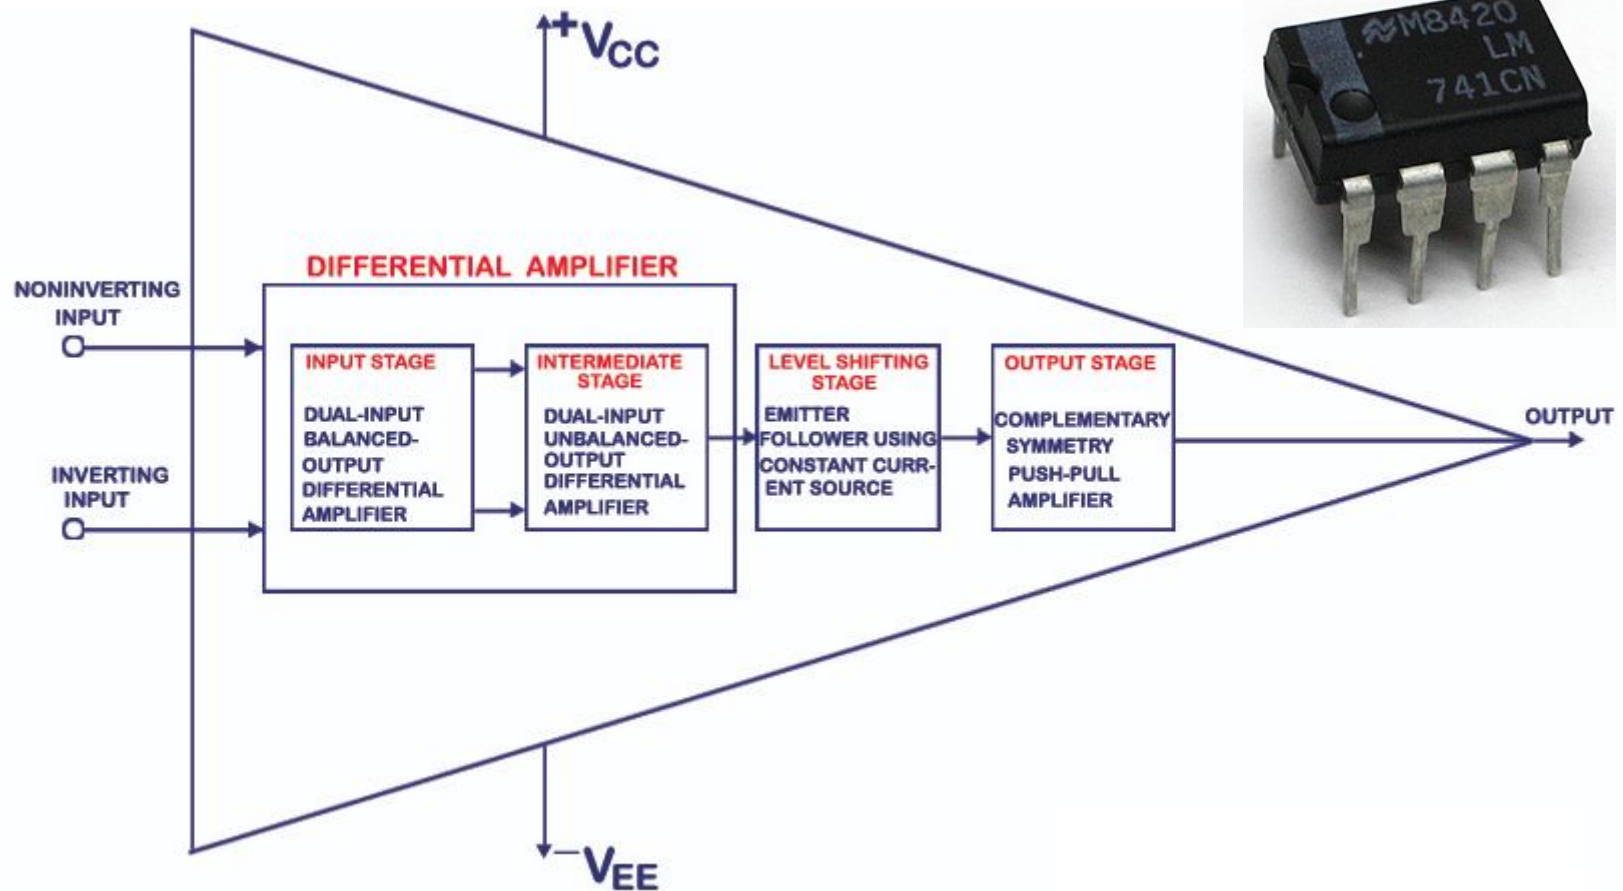 +VCC
M8420
LM
741CN
DIFFERENTIAL AMPLIFIER
NONINVERTING
INPUT
INVERTING
INPUT
INPUT STAGE
DUAL-INPUT
BALANCED-
OUTPUT
DIFFERENTIAL
AMPLIFIER
INTERMEDIATE
STAGE
DUAL-INPUT
UNBALANCED-
OUTPUT
DIFFERENTIAL
AMPLIFIER
LEVEL SHIFTING
STAGE
EMITTER
FOLLOWER USING
CONSTANT CURR-
ENT SOURCE
OUTPUT STAGE
COMPLEMENTARY
SYMMETRY
PUSH-PULL
AMPLIFIER
OUTPUT
−VEE